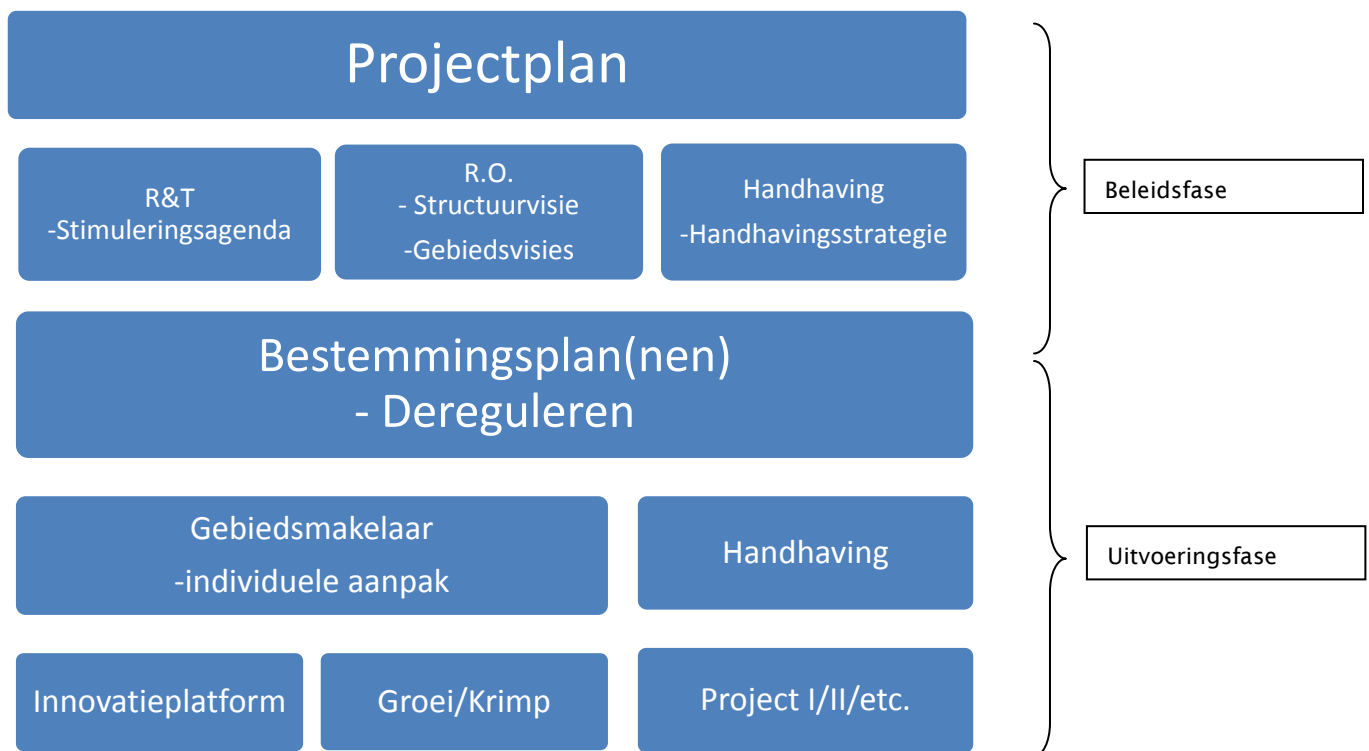 Projectplan
R&T
-Stimuleringsagenda
R.O.
- Structuurvisie
-Gebiedsvisies
Handhaving
-Handhavingsstrategie
Beleidsfase
Bestemmingsplan(nen)
- Dereguleren
Gebiedsmakelaar
-individuele aanpak
Handhaving
Uitvoeringsfase
Innovatieplatform
Groei/Krimp
Project I/II/etc.